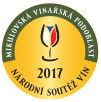 MIKULOVSKÁ VINAŘSKÁ PODOBLAST
2017
NÁRODNÍ SOUTĚŽ VÍN